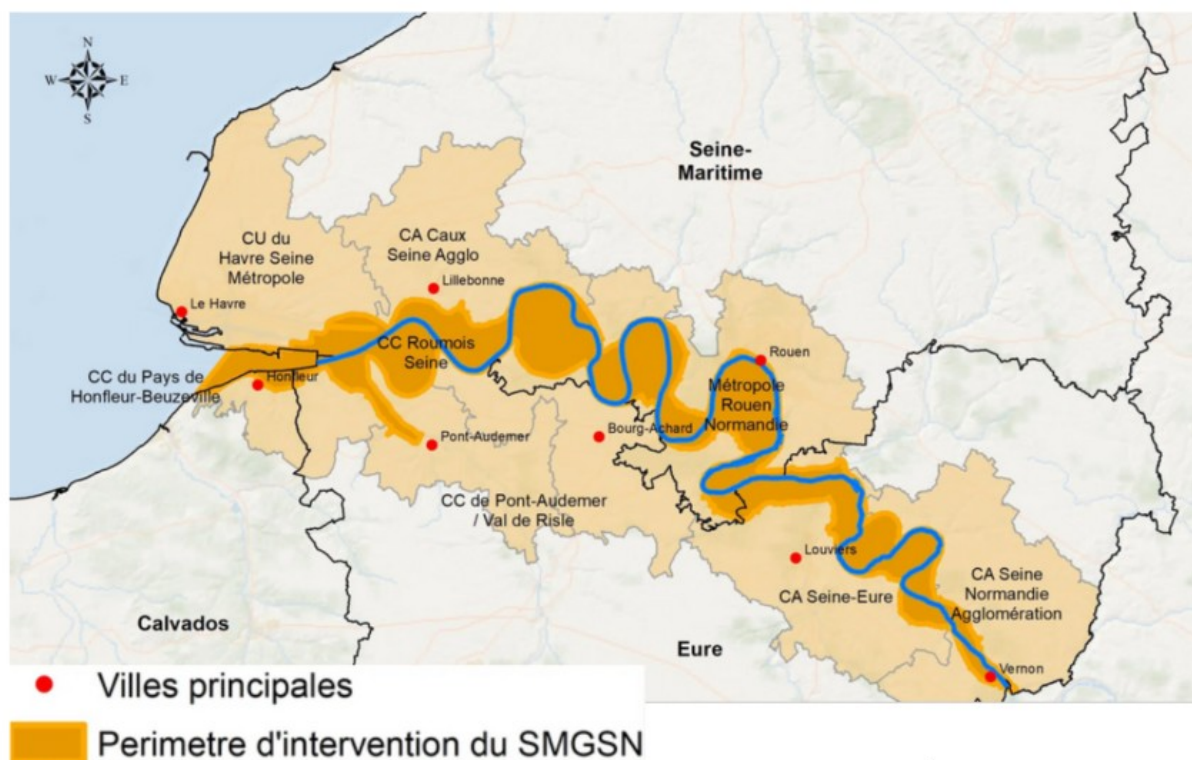 N
W E
S
Seine-
Maritime
CU du
Havre Seine
Métropole
CA Caux
Seine Agglo
Lillebonne
Le Havre
CC Roumois
Seine
Rouen
CC du Pays de
Honfleur-Beuzeville
Honfleur
Métropole
Rouen
Normandie
Bourg-Achard
Pont-Audemer
CC de Pont-Audemer
/ Val de Risle
Louviers
CA Seine-Eure
CA Seine
Normandie
Agglomération
Calvados
Eure
Vernon
Villes principales
Perimetre d'intervention du SMGSN